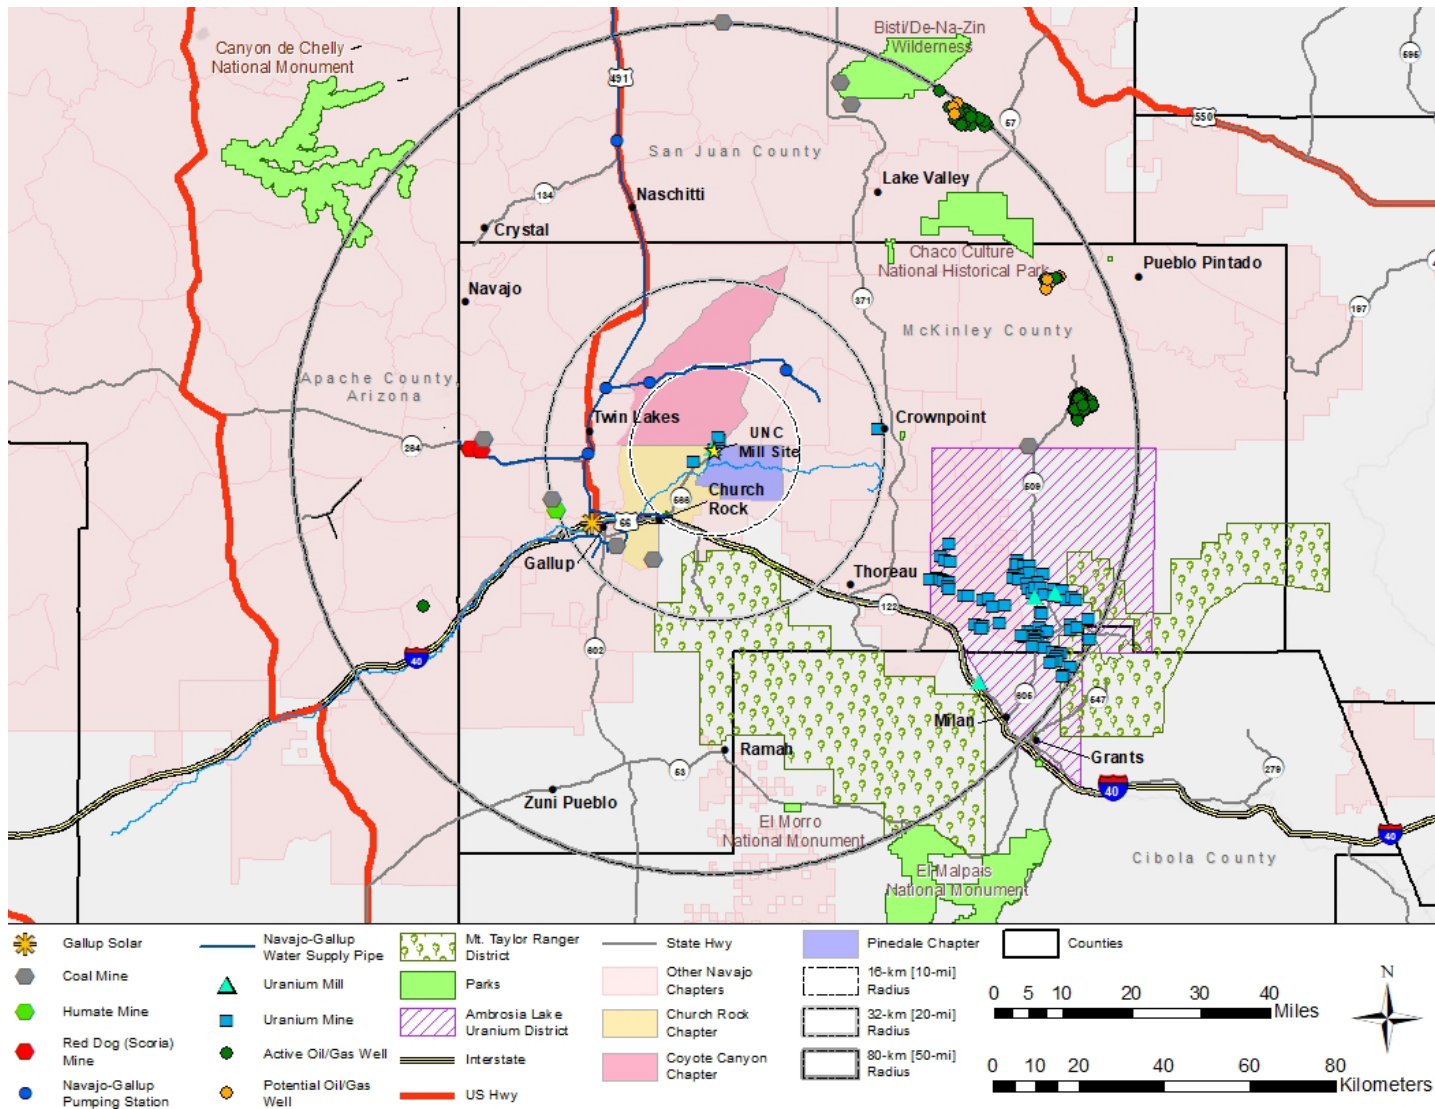 Canyon de Chelly
National Monument
491
Bisti/De-Na-Zin
Wilderness
595
550
57
San Juan County
134
Naschitti
Lake Valley
Crystal
Chaco Culture
National Historical Park
Pueblo Pintado
Navajo
371
197
McKinley County
Apache County,
Arizona
Twin Lakes
Crownpoint
264
UNC
Mill Site
509
Church
Rock
566
66
Gallup
Thoreau
122
602
40
605
547
Milan
Ramah
Grants
53
279
Zuni Pueblo
40
El Morro
National Monument
40
Cibola County
El Malpais
National Monument
Gallup Solar
Coal Mine
Humate Mine
Red Dog (Scoria)
Mine
Navajo-Gallup
Pumping Station
Navajo-Gallup
Water Supply Pipe
Uranium Mill
Uranium Mine
Active Oil/Gas Well
Potential Oil/Gas
Well
Mt. Taylor Ranger
District
Parks
Ambrosia Lake
Uranium District
Interstate
US Hwy
State Hwy
Other Navajo
Chapters
Church Rock
Chapter
Coyote Canyon
Chapter
Pinedale Chapter
16-km [10-mi]
Radius
32-km [20-mi]
Radius
80-km [50-mi]
Radius
Counties
0 5 10 20 30 40
Miles
0 10 20 40 60 80
Kilometers
N